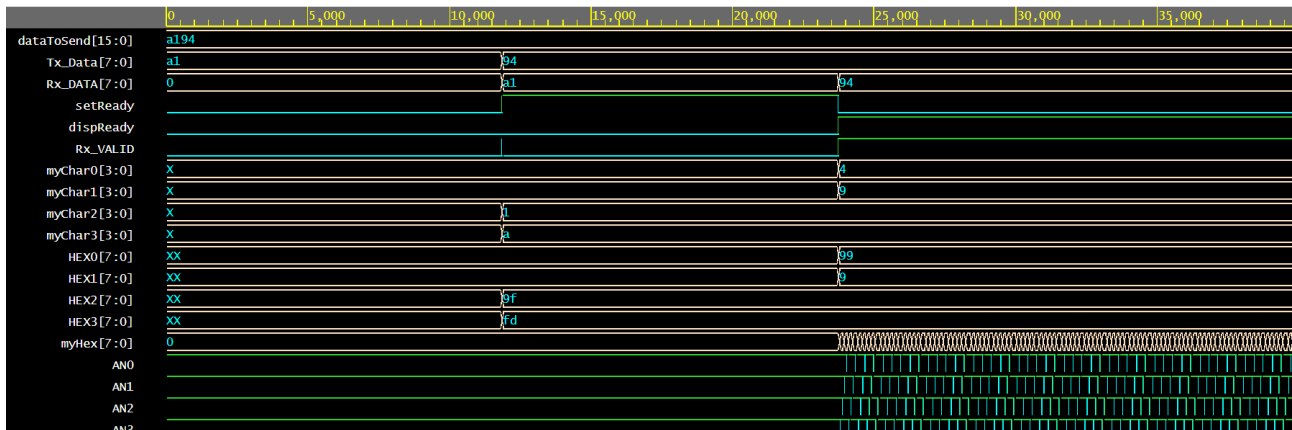 0 5,000 10,000 15,000 20,000 25,000 30,000 35,000
dataToSend[15:0] a194
Tx_Data[7:0] a1 94
Rx_DATA[7:0] 0 a1 94
setReady
dispReady
Rx_VALID
myChar0[3:0] X 4
myChar1[3:0] X 9
myChar2[3:0] X 1
myChar3[3:0] X a
HEX0[7:0] XX 99
HEX1[7:0] XX 9
HEX2[7:0] XX 9f
HEX3[7:0] XX fd
myHex[7:0] 0
AN0
AN1
AN2
AN3